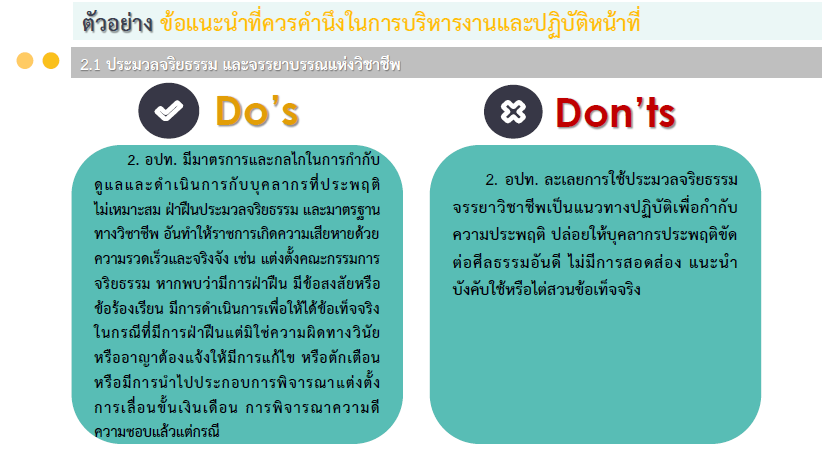 ตัวอย่าง ข้อแนะนำที่ควรคำนึงในการบริหารงานและปฏิบัติหน้าที่
2.1 ประมวลจริยธรรม และจรรยาบรรณแห่งวิชาชีพ
Do's
2. อปท. มีมาตรการและกลไกในการกำกับ
ดูแลและดำเนินการกับบุคลากรที่ประพฤติ
ไม่เหมาะสม ฝ่าฝืนประมวลจริยธรรม และมาตรฐาน
ทางวิชาชีพ อันทำให้ราชการเกิดความเสียหายด้วย
ความรวดเร็วและจริงจัง เช่น แต่งตั้งคณะกรรมการ
จริยธรรม หากพบว่ามีการฝ่าฝืน มีข้อสงสัยหรือ
ข้อร้องเรียน มีการดำเนินการเพื่อให้ได้ข้อเท็จจริง
ในกรณีที่มีการฝ่าฝืนแต่มิใช่ความผิดทางวินัย
หรืออาญาต้องแจ้งให้มีการแก้ไข หรือตักเตือน
หรือมีการนำไปประกอบการพิจารณาแต่งตั้ง
การเลื่อนขั้นเงินเดือน การพิจารณาความดี
ความชอบแล้วแต่กรณี
Don'ts
2. อปท. ละเลยการใช้ประมวลจริยธรรม
จรรยาวิชาชีพเป็นแนวทางปฏิบัติเพื่อกำกับ
ความประพฤติ ปล่อยให้บุคลากรประพฤติขัด
ต่อศีลธรรมอันดี ไม่มีการสอดส่อง แนะนำ
บังคับใช้หรือไต่สวนข้อเท็จจริง